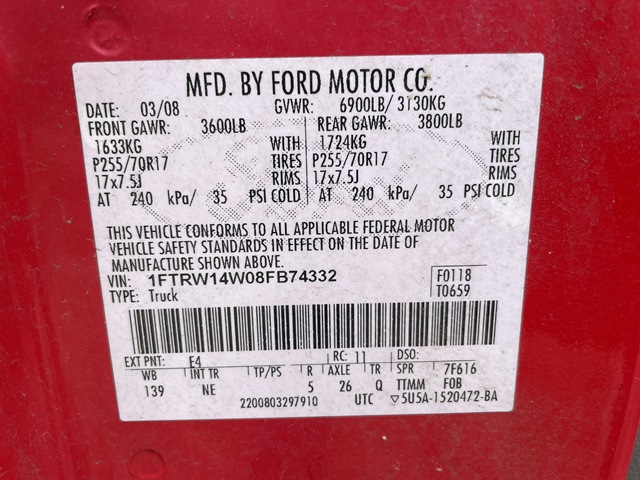 MFD. BY FORD MOTOR CO.
DATE: 03/08 GVWR: 6900LB/ 3130KG
FRONT GAWR: 3600LB REAR GAWR: 3800LB
1633KG WITH 1724KG WITH
P255/70R17 TIRES P255/70R17 TIRES
17x7.5J RIMS 17x7.5J RIMS
AT 240 kPa/ 35 PSI COLD AT 240 kPa/ 35 PSI COLD
THIS VEHICLE CONFORMS TO ALL APPLICABLE FEDERAL MOTOR
VEHICLE SAFETY STANDARDS IN EFFECT ON THE DATE OF
MANUFACTURE SHOWN ABOVE.
VIN: 1FTRW14W08FB74332 F0118
TYPE: Truck T0659
EXT PNT: E4 RC: 11 DSO:
WB INT TR TP/PS R AXLE TR SPR 7F616
139 NE 5 26 Q TTMM FOB
2200803297910 UTC ▽5U5A-1520472-BA